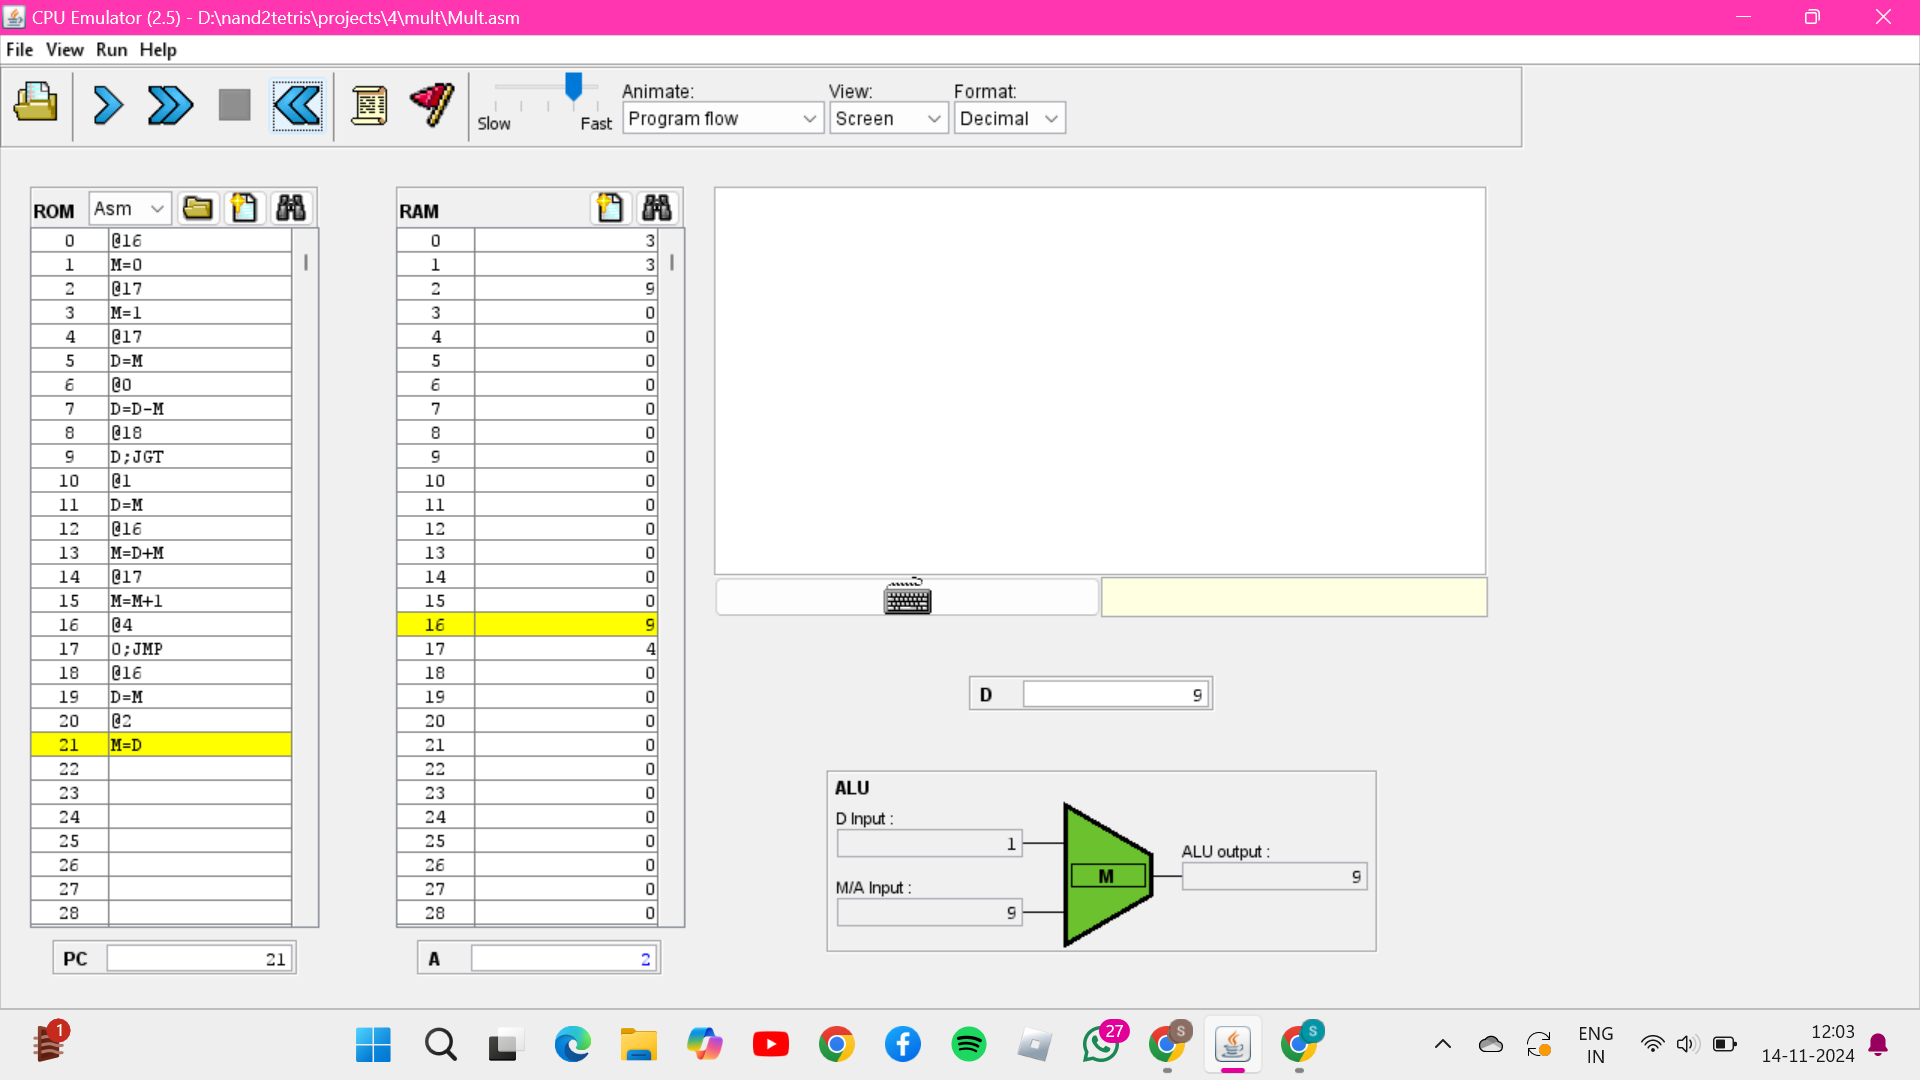 CPU Emulator (2.5) - D:\nand2tetris\projects\4\mult\Mult.asm
File View Run Help
Slow Fast
Animate:
Program flow
View:
Screen
Format:
Decimal
ROM Asm
0 @16
1 M=0
2 @17
3 M=1
4 @17
5 D=M
6 @0
7 D=D-M
8 @18
9 D;JGT
10 @1
11 D=M
12 @16
13 M=D+M
14 @17
15 M=M+1
16 @4
17 0;JMP
18 @16
19 D=M
20 @2
21 M=D
22
23
24
25
26
27
28
PC 21
RAM
0 3
1 3
2 9
3 0
4 0
5 0
6 0
7 0
8 0
9 0
10 0
11 0
12 0
13 0
14 0
15 0
16 9
17 4
18 0
19 0
20 0
21 0
22 0
23 0
24 0
25 0
26 0
27 0
28 0
A 2
D 9
ALU
D Input :
1
M/A Input :
9
M
ALU output :
9
1
27
S
S
ENG
IN
12:03
14-11-2024